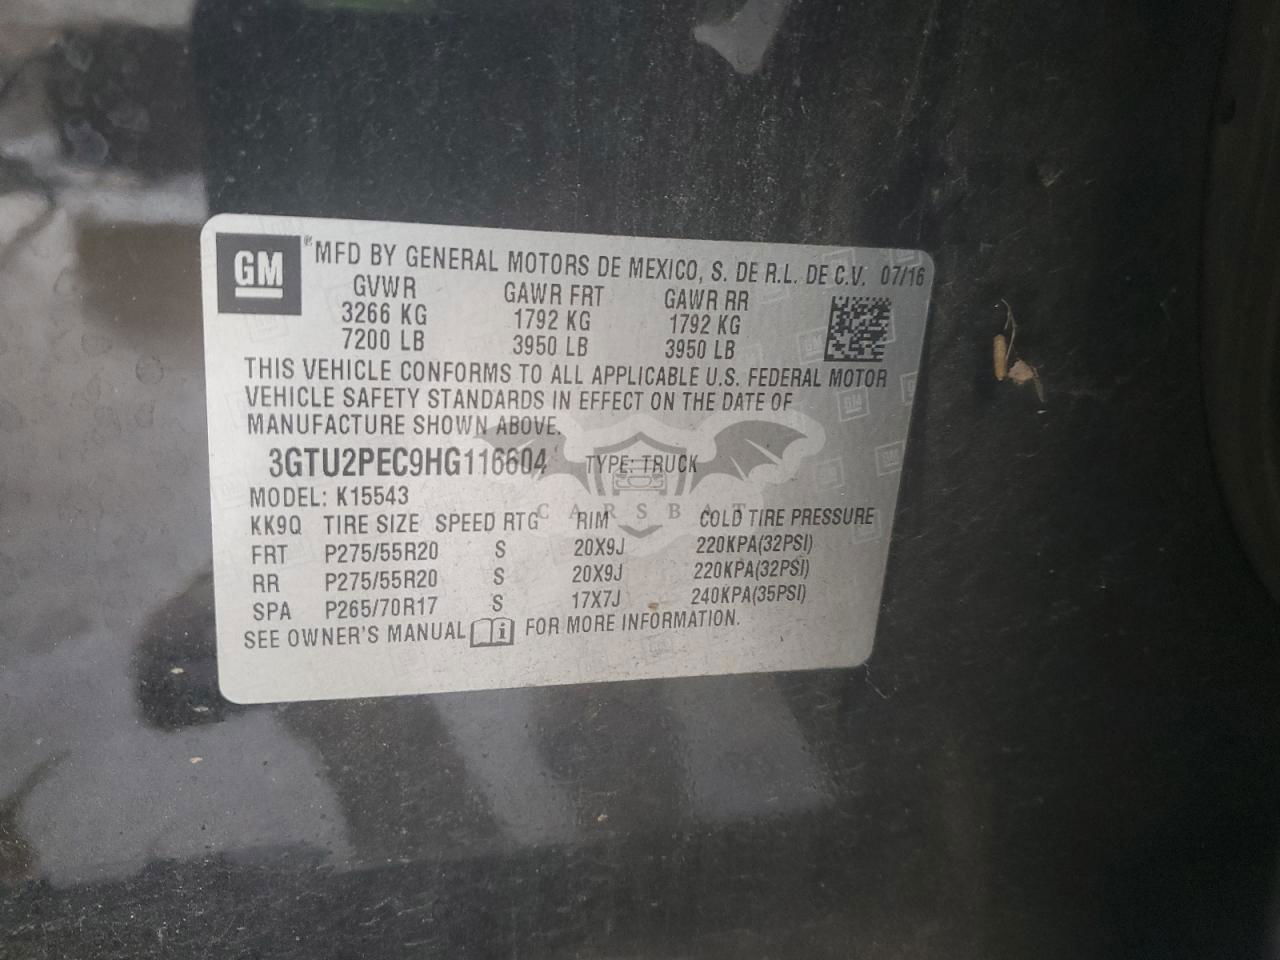 GM ® MFD BY GENERAL MOTORS DE MEXICO, S. DE R.L. DE C.V. 07/16
GVWR GAWR FRT GAWR RR
3266 KG 1792 KG 1792 KG
7200 LB 3950 LB 3950 LB
THIS VEHICLE CONFORMS TO ALL APPLICABLE U.S. FEDERAL MOTOR
VEHICLE SAFETY STANDARDS IN EFFECT ON THE DATE OF
MANUFACTURE SHOWN ABOVE.
3GTU2PEC9HG116604 TYPE: TRUCK
MODEL: K15543
CARSBAT
KK9Q TIRE SIZE SPEED RTG RIM COLD TIRE PRESSURE
FRT P275/55R20 S 20X9J 220KPA(32PSI)
RR P275/55R20 S 20X9J 220KPA(32PSI)
SPA P265/70R17 S 17X7J 240KPA(35PSI)
SEE OWNER'S MANUAL i FOR MORE INFORMATION.